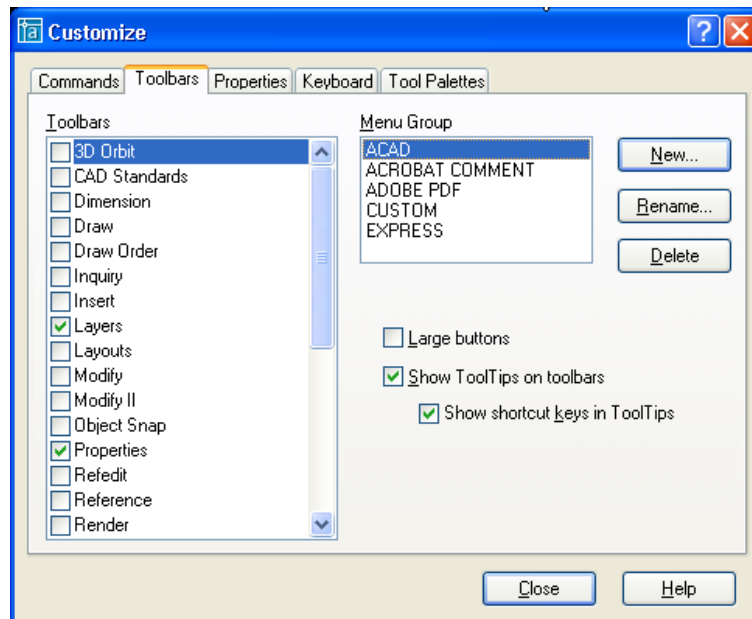 Customize
Commands Toolbars Properties Keyboard Tool Palettes
Toolbars
3D Orbit
CAD Standards
Dimension
Draw
Draw Order
Inquiry
Insert
Layers
Layouts
Modify
Modify II
Object Snap
Properties
Refedit
Reference
Render
Menu Group
ACAD
ACROBAT COMMENT
ADOBE PDF
CUSTOM
EXPRESS
New...
Rename...
Delete
Large buttons
Show ToolTips on toolbars
Show shortcut keys in ToolTips
Close Help